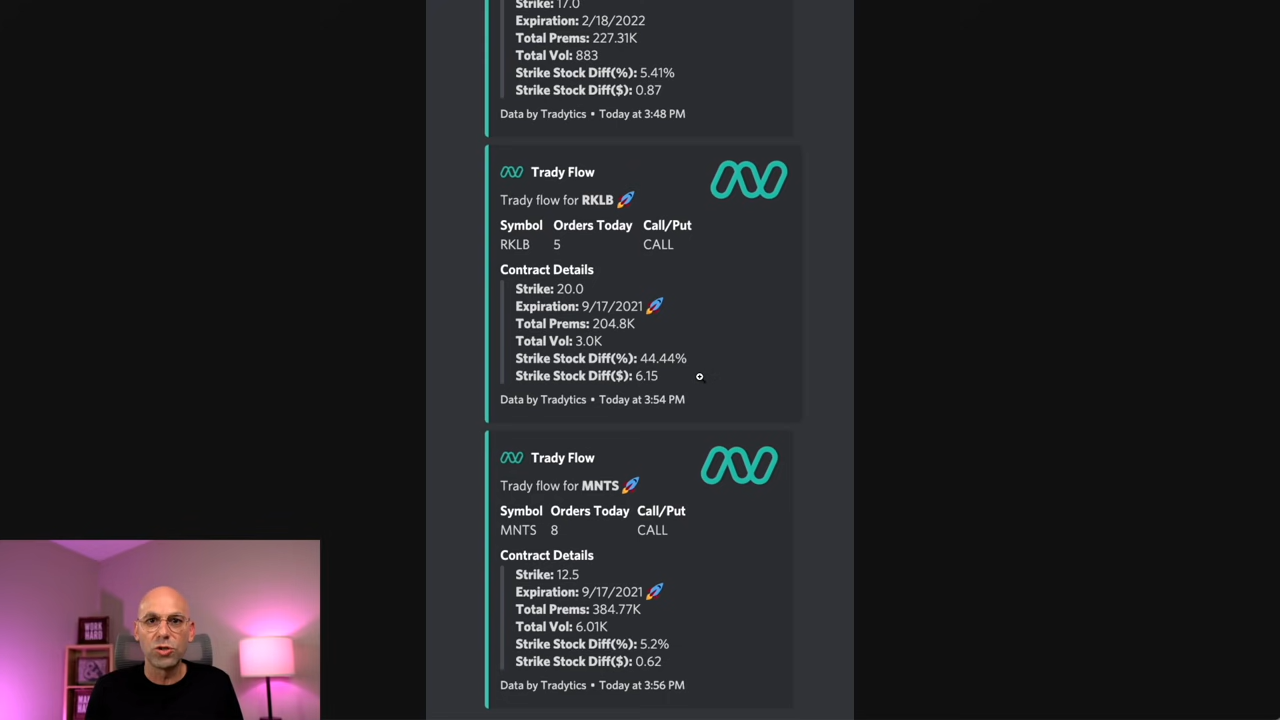 Strike: 17.0
Expiration: 2/18/2022
Total Prems: 227.31K
Total Vol: 883
Strike Stock Diff(%): 5.41%
Strike Stock Diff($): 0.87
Data by Tradytics • Today at 3:48 PM
Trady Flow
Trady flow for RKLB 🚀
Symbol Orders Today Call/Put
RKLB 5 CALL
Contract Details
Strike: 20.0
Expiration: 9/17/2021 🚀
Total Prems: 204.8K
Total Vol: 3.0K
Strike Stock Diff(%): 44.44%
Strike Stock Diff($): 6.15
Data by Tradytics • Today at 3:54 PM
Trady Flow
Trady flow for MNTS 🚀
Symbol Orders Today Call/Put
MNTS 8 CALL
Contract Details
Strike: 12.5
Expiration: 9/17/2021 🚀
Total Prems: 384.77K
Total Vol: 6.01K
Strike Stock Diff(%): 5.2%
Strike Stock Diff($): 0.62
Data by Tradytics • Today at 3:56 PM
WORK
HARD